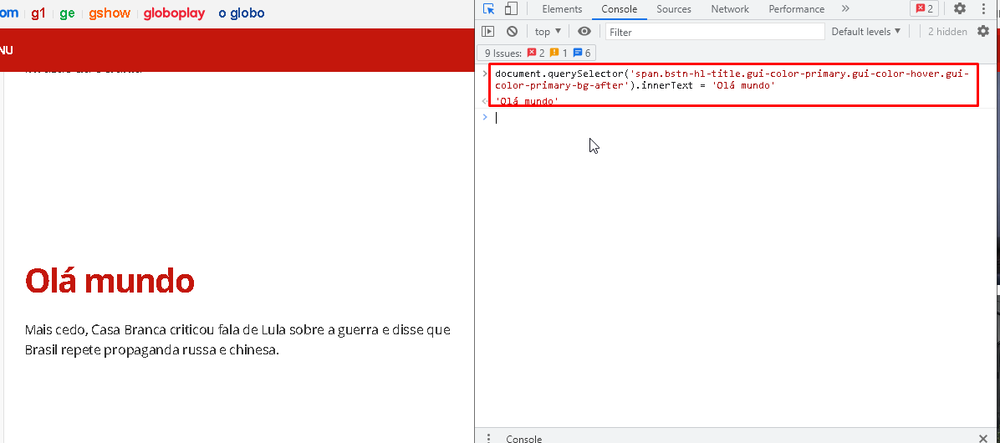 om g1 ge gshow globoplay o globo
NU
Olá mundo
Mais cedo, Casa Branca criticou fala de Lula sobre a guerra e disse que
Brasil repete propaganda russa e chinesa.
Elements Console Sources Network Performance » 2
top ▼ Filter Default levels ▼ 2 hidden
9 Issues: 2 1 6
document.querySelector('span.bstn-hl-title.gui-color-primary.gui-color-hover.gui-
color-primary-bg-after').innerText = 'Olá mundo'
'Olá mundo'
Console